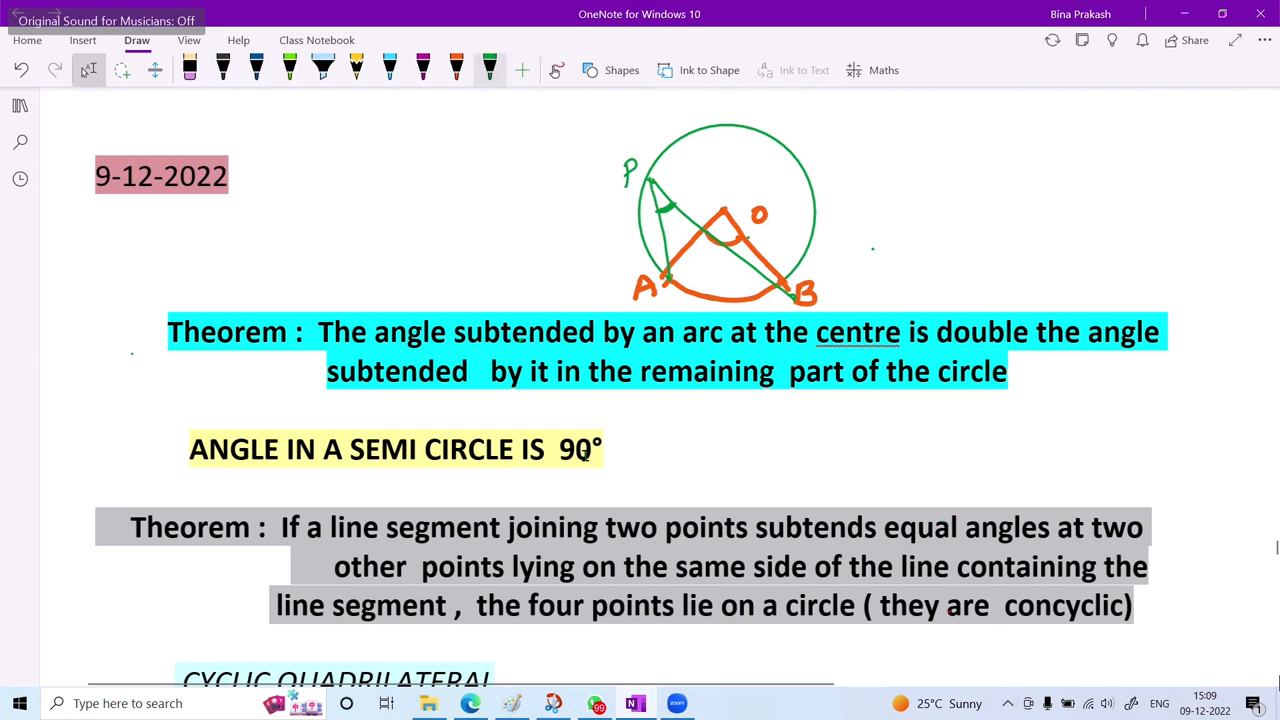 Original Sound for Musicians: Off
OneNote for Windows 10
Bina Prakash
Home Insert Draw View Help Class Notebook
Share
Shapes
Ink to Shape
Ink to Text
Maths
9-12-2022
P
O
A
B
Theorem : The angle subtended by an arc at the centre is double the angle
subtended by it in the remaining part of the circle
ANGLE IN A SEMI CIRCLE IS 90°
Theorem : If a line segment joining two points subtends equal angles at two
other points lying on the same side of the line containing the
line segment , the four points lie on a circle ( they are concyclic)
CYCLIC QUADRILATERAL
Type here to search
99
25°C Sunny
15:09
09-12-2022
1